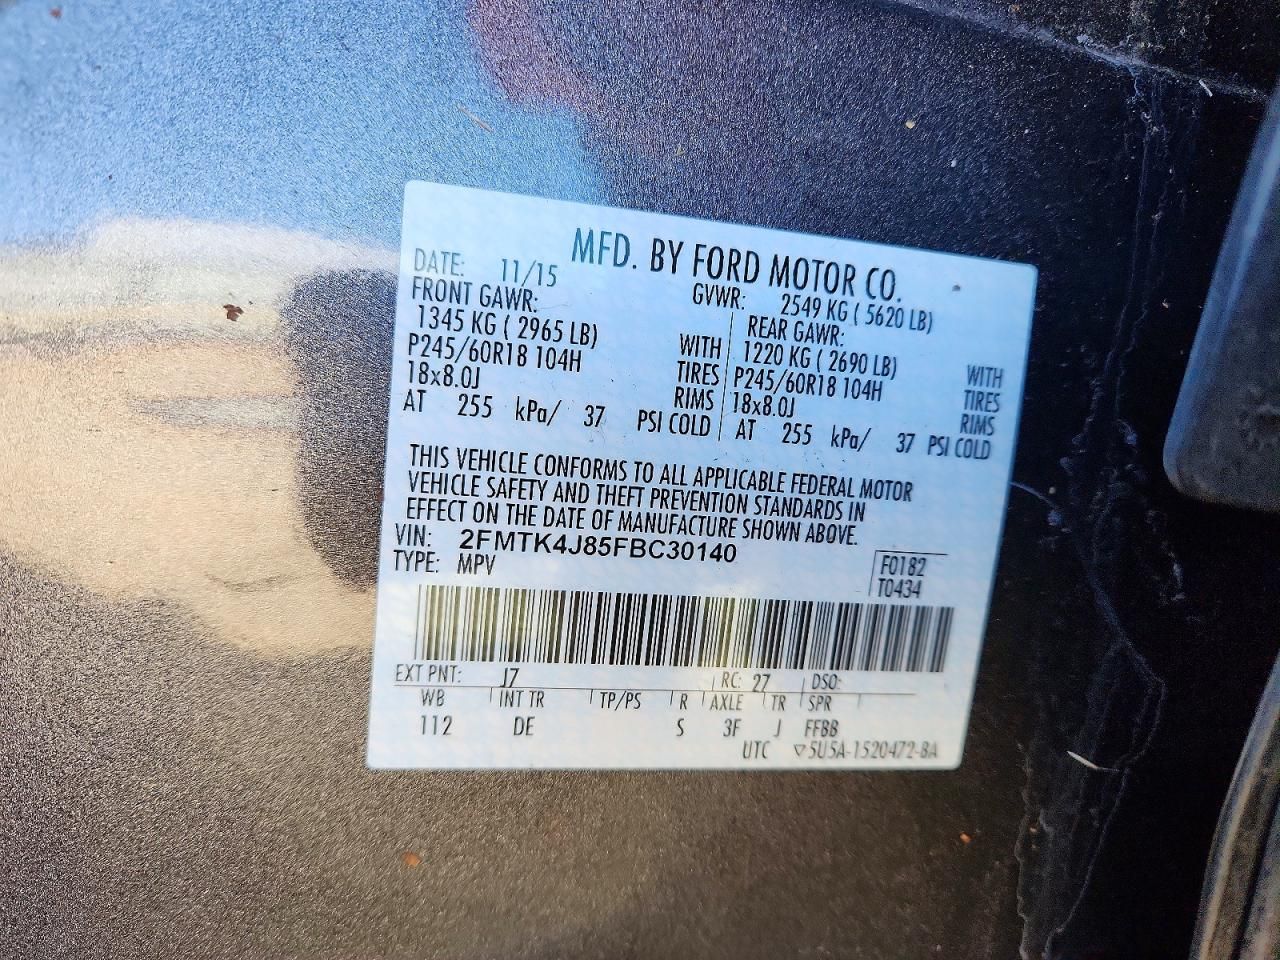 MFD. BY FORD MOTOR CO.
DATE: 11/15 GVWR: 2549 KG ( 5620 LB)
FRONT GAWR: REAR GAWR:
1345 KG ( 2965 LB) WITH 1220 KG ( 2690 LB) WITH
P245/60R18 104H TIRES P245/60R18 104H TIRES
18x8.0J RIMS 18x8.0J RIMS
AT 255 kPa/ 37 PSI COLD AT 255 kPa/ 37 PSI COLD
THIS VEHICLE CONFORMS TO ALL APPLICABLE FEDERAL MOTOR
VEHICLE SAFETY AND THEFT PREVENTION STANDARDS IN
EFFECT ON THE DATE OF MANUFACTURE SHOWN ABOVE.
VIN: 2FMTK4J85FBC30140
TYPE: MPV F0182
T0434
EXT PNT: J7 RC: 27 DSO:
WB INT TR TP/PS R AXLE TR SPR
112 DE S 3F J FFBB
UTC ▽5U5A-1520472-BA